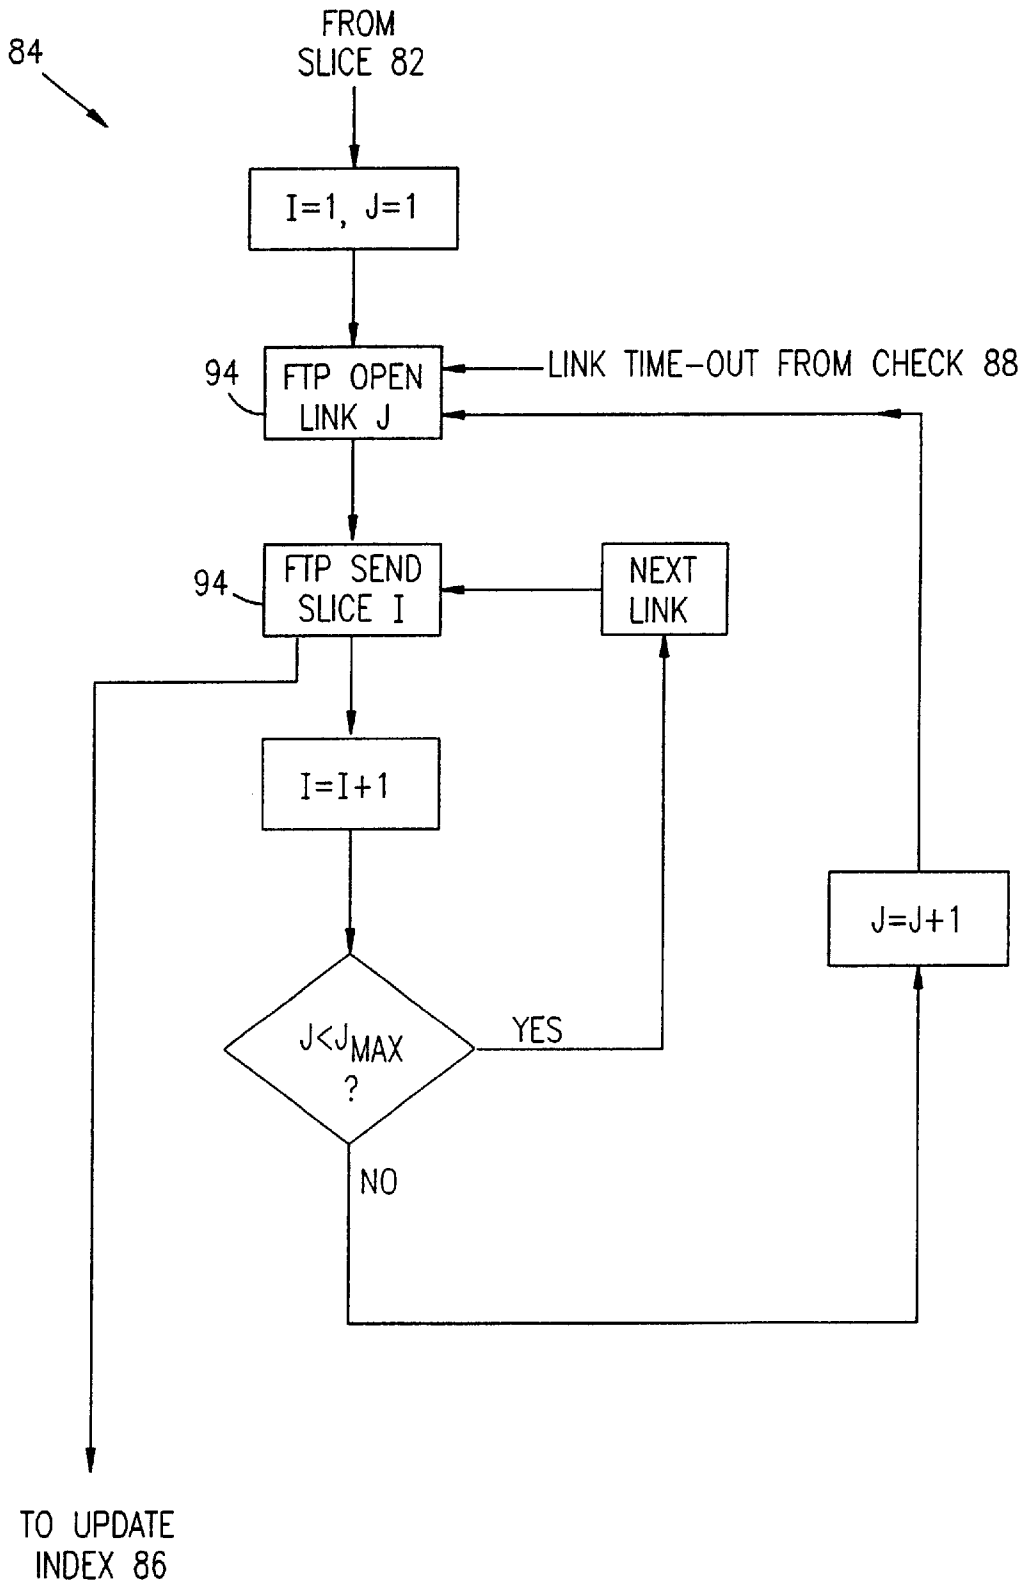 84
FROM
SLICE 82
I=1, J=1
94
FTP OPEN
LINK J
LINK TIME-OUT FROM CHECK 88
94
FTP SEND
SLICE I
NEXT
LINK
I=I+1
J=J+1
J<JMAX
?
YES
NO
TO UPDATE
INDEX 86